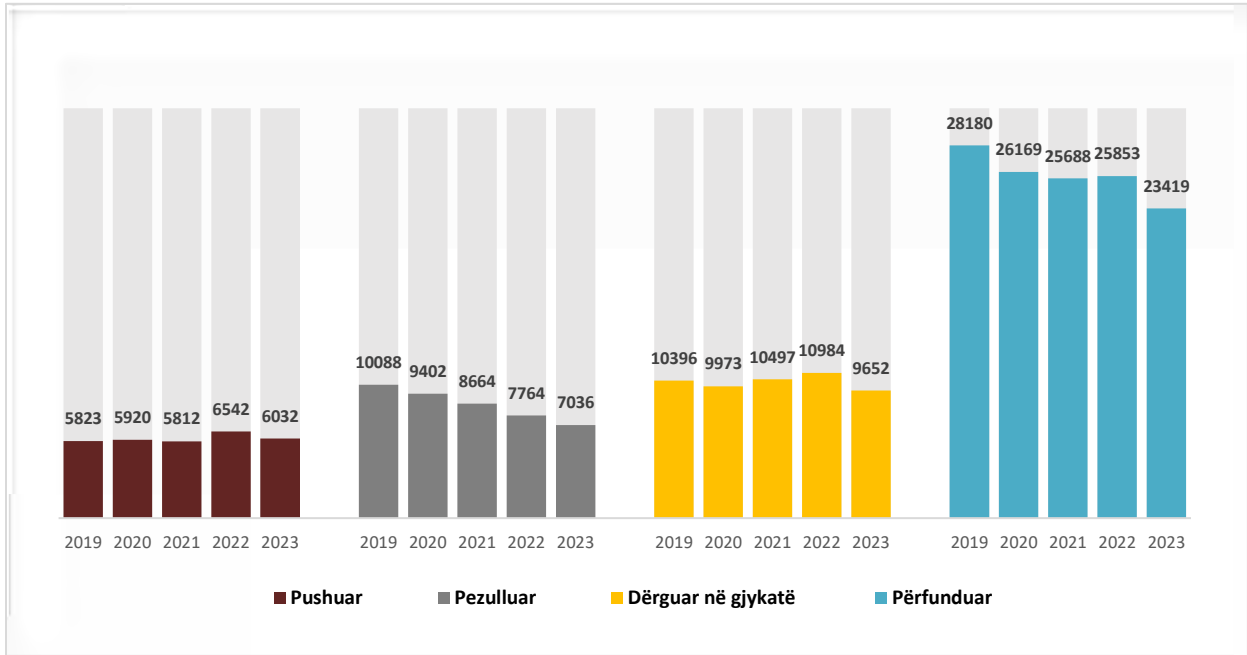 5823 5920 5812 6542 6032
10088 9402 8664 7764 7036
10396 9973 10497 10984 9652
28180 26169 25688 25853 23419
2019 2020 2021 2022 2023 2019 2020 2021 2022 2023 2019 2020 2021 2022 2023 2019 2020 2021 2022 2023
Pushuar Pezulluar Dërguar në gjykatë Përfunduar